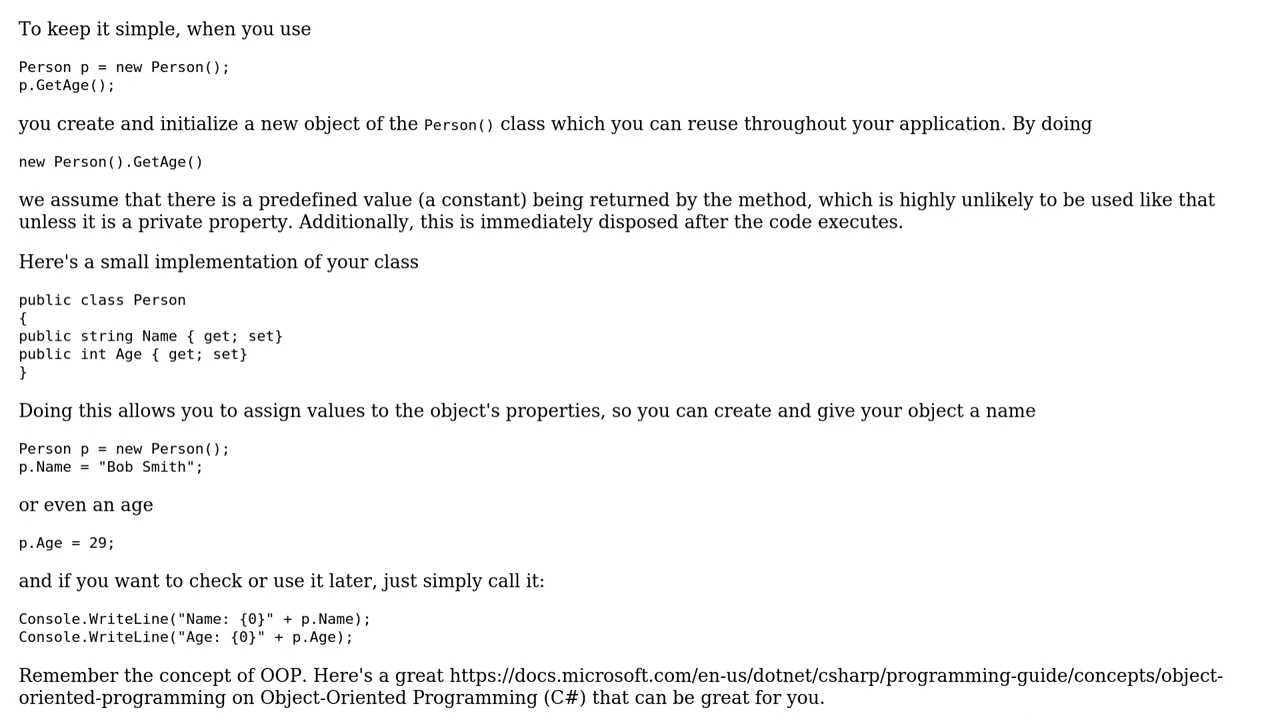 To keep it simple, when you use
Person p = new Person();
p.GetAge();
you create and initialize a new object of the Person() class which you can reuse throughout your application. By doing
new Person().GetAge()
we assume that there is a predefined value (a constant) being returned by the method, which is highly unlikely to be used like that
unless it is a private property. Additionally, this is immediately disposed after the code executes.
Here's a small implementation of your class
public class Person
{
public string Name { get; set}
public int Age { get; set}
}
Doing this allows you to assign values to the object's properties, so you can create and give your object a name
Person p = new Person();
p.Name = "Bob Smith";
or even an age
p.Age = 29;
and if you want to check or use it later, just simply call it:
Console.WriteLine("Name: {0}" + p.Name);
Console.WriteLine("Age: {0}" + p.Age);
Remember the concept of OOP. Here's a great https://docs.microsoft.com/en-us/dotnet/csharp/programming-guide/concepts/object-
oriented-programming on Object-Oriented Programming (C#) that can be great for you.